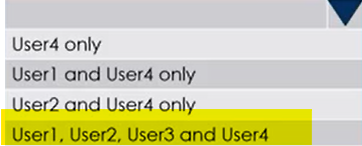 User4 only
User1 and User4 only
User2 and User4 only
User1, User2, User3 and User4